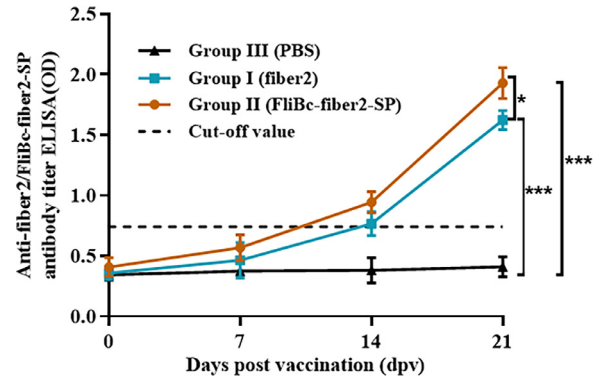 Anti-fiber2/FliBc-fiber2-SP
antibody titer ELISA(OD)
2.5
2.0
1.5
1.0
0.5
0.0
Group III (PBS)
Group I (fiber2)
Group II (FliBc-fiber2-SP)
Cut-off value
*
***
***
0 7 14 21
Days post vaccination (dpv)